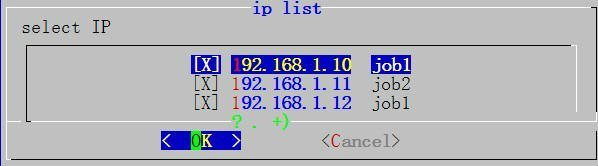 ip list
select IP
[X] 192.168.1.10 job1
[X] 192.168.1.11 job2
[X] 192.168.1.12 job1
? . +)
< OK > <Cancel>